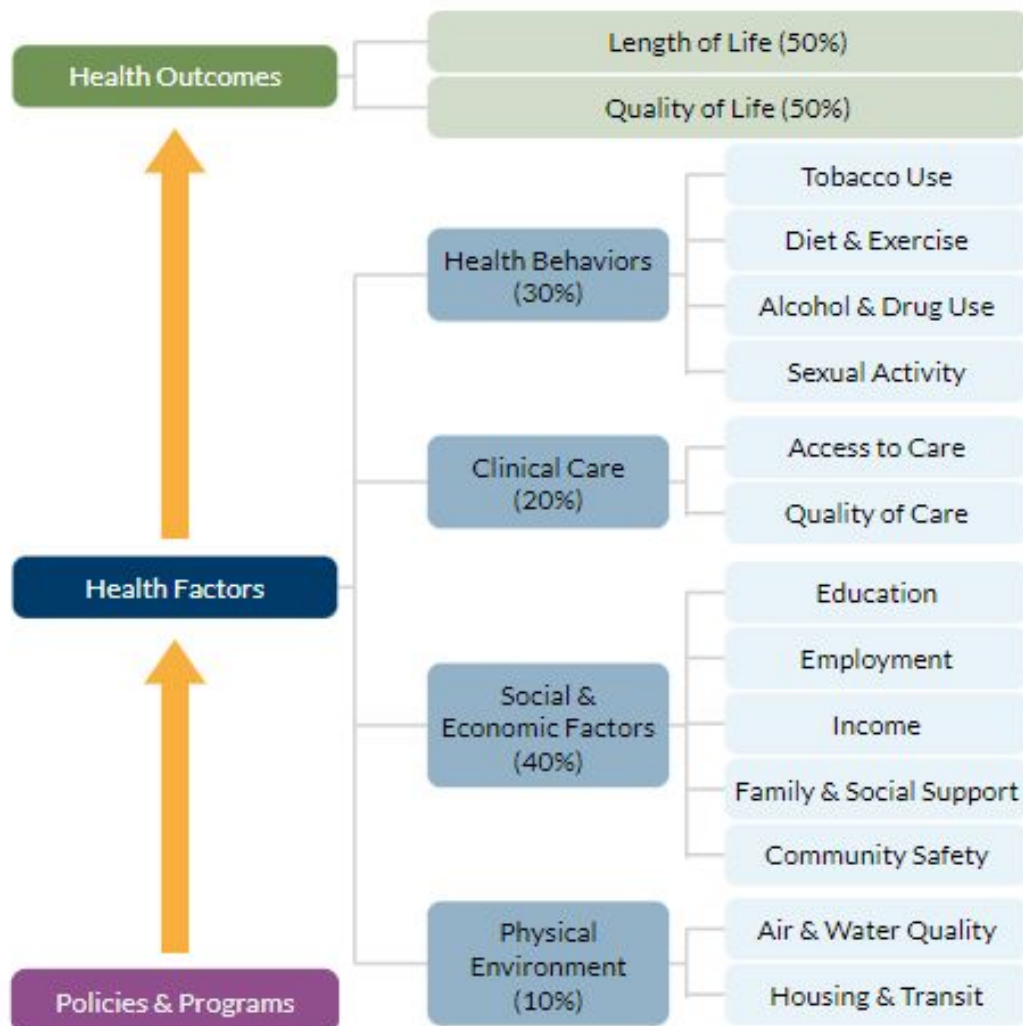 Health Outcomes
Length of Life (50%)
Quality of Life (50%)
Health Factors
Health Behaviors
(30%)
Tobacco Use
Diet & Exercise
Alcohol & Drug Use
Sexual Activity
Clinical Care
(20%)
Access to Care
Quality of Care
Social &
Economic Factors
(40%)
Education
Employment
Income
Family & Social Support
Community Safety
Physical
Environment
(10%)
Air & Water Quality
Housing & Transit
Policies & Programs